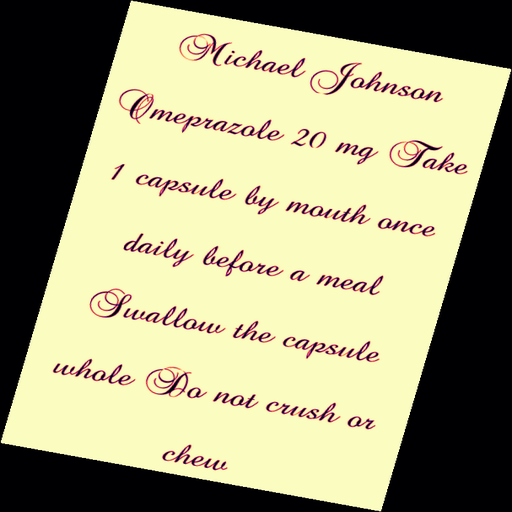 Michael Johnson
Omeprazole 20 mg Take
1 capsule by mouth once
daily before a meal
Swallow the capsule
whole Do not crush or
chew